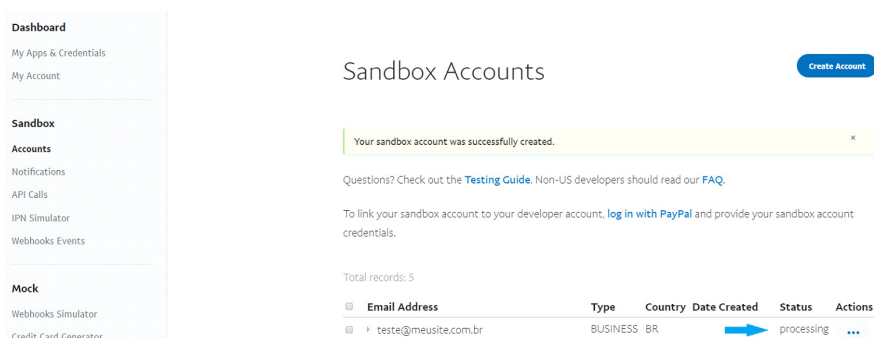 Dashboard
My Apps & Credentials
My Account
Sandbox
Accounts
Notifications
API Calls
IPN Simulator
Webhooks Events
Mock
Webhooks Simulator
Credit Card Generator
Sandbox Accounts
Create Account
Your sandbox account was successfully created.
×
Questions? Check out the Testing Guide. Non-US developers should read our FAQ.
To link your sandbox account to your developer account, log in with PayPal and provide your sandbox account
credentials.
Total records: 5
Email Address Type Country Date Created Status Actions
teste@meusite.com.br BUSINESS BR processing ...